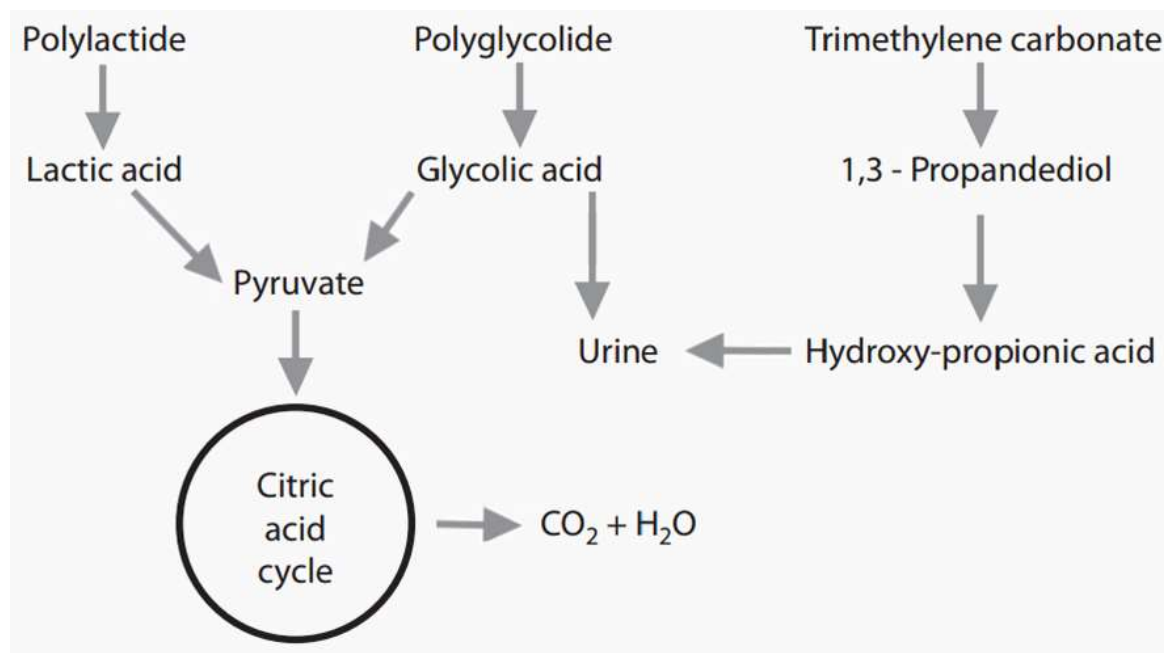 Polylactide
Polyglycolide
Trimethylene carbonate
Lactic acid
Glycolic acid
1,3 - Propandediol
Pyruvate
Urine
Hydroxy-propionic acid
Citric
acid
cycle
CO₂ + H₂O